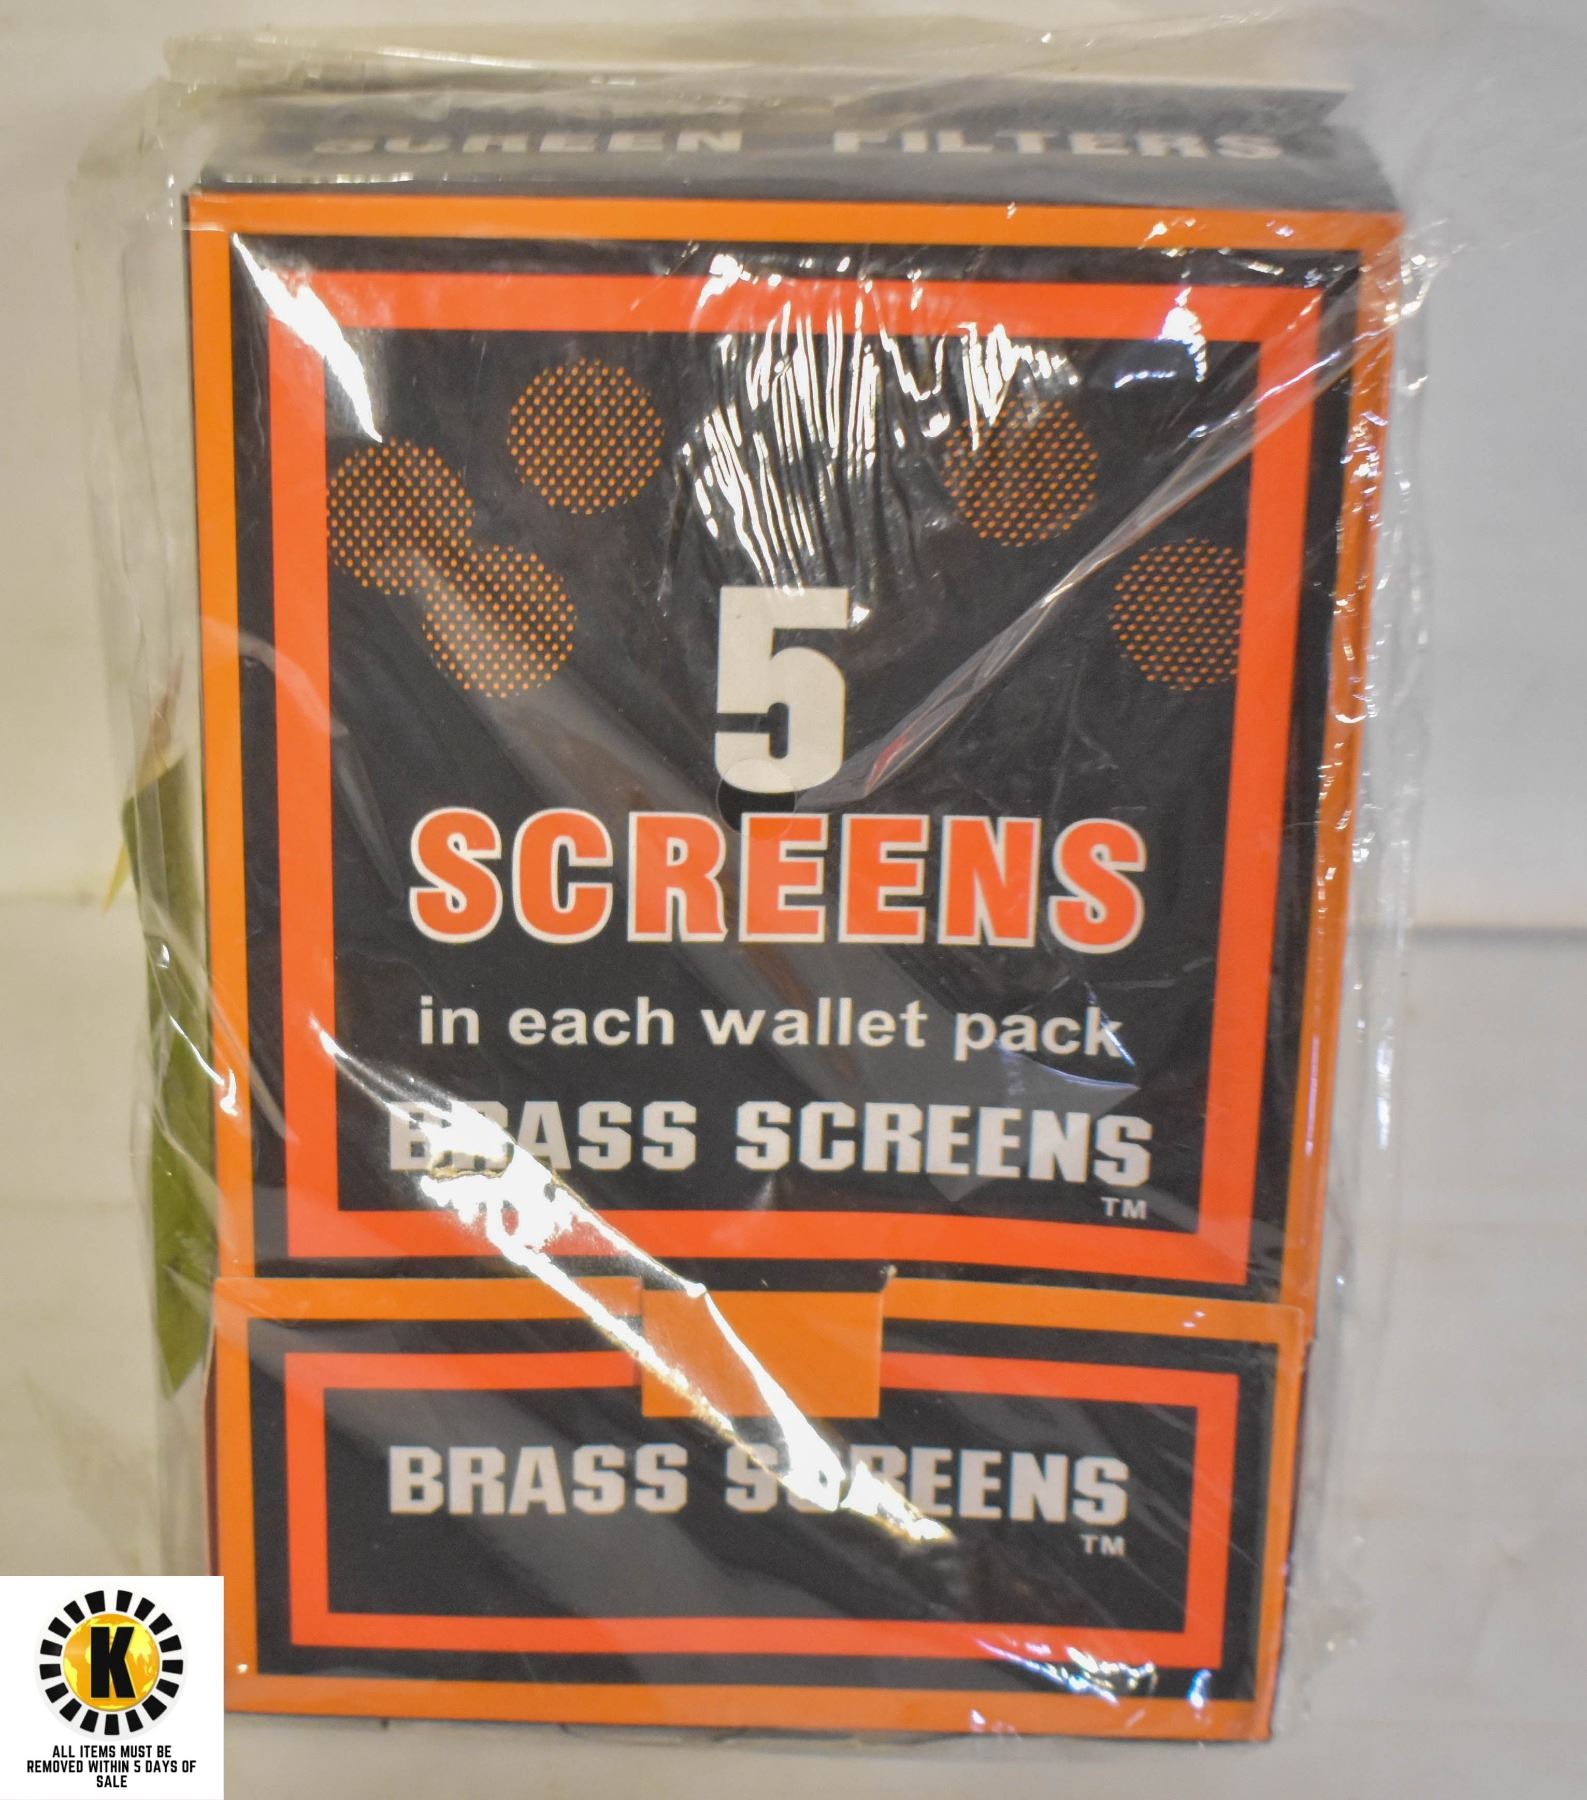 SCREEN FILTERS
5
SCREENS
in each wallet pack
BRASS SCREENS
TM
BRASS SCREENS
TM
K
ALL ITEMS MUST BE
REMOVED WITHIN 5 DAYS OF
SALE